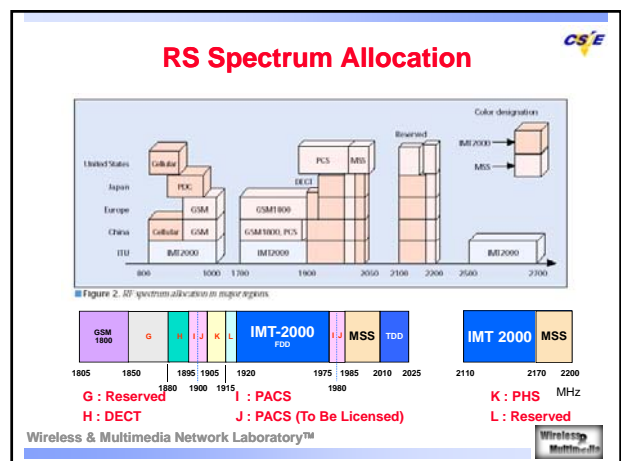 RS Spectrum Allocation
CS/E
Color designation
IMT2000
MSS
Reserved
United States
Cellular
PCS
MSS
DECT
Japan
PDC
Europe
GSM
GSM1800
China
Cellular
GSM
GSM1800, PCS
ITU
IMT2000
IMT2000
IMT2000
800 1000 1700 1900 2050 2100 2200 2500 2700
Figure 2. RF spectrum allocation in major regions.
GSM 1800
G
H
I
J
K
L
IMT-2000
FDD
I
J
MSS
TDD
IMT 2000
MSS
1805 1850 1895 1905 1920 1975 1985 2010 2025 2110 2170 2200
1880 1900 1915 1980
MHz
G : Reserved
I : PACS
K : PHS
H : DECT
J : PACS (To Be Licensed)
L : Reserved
Wireless & Multimedia Network Laboratory™
Wireless
Multimedia